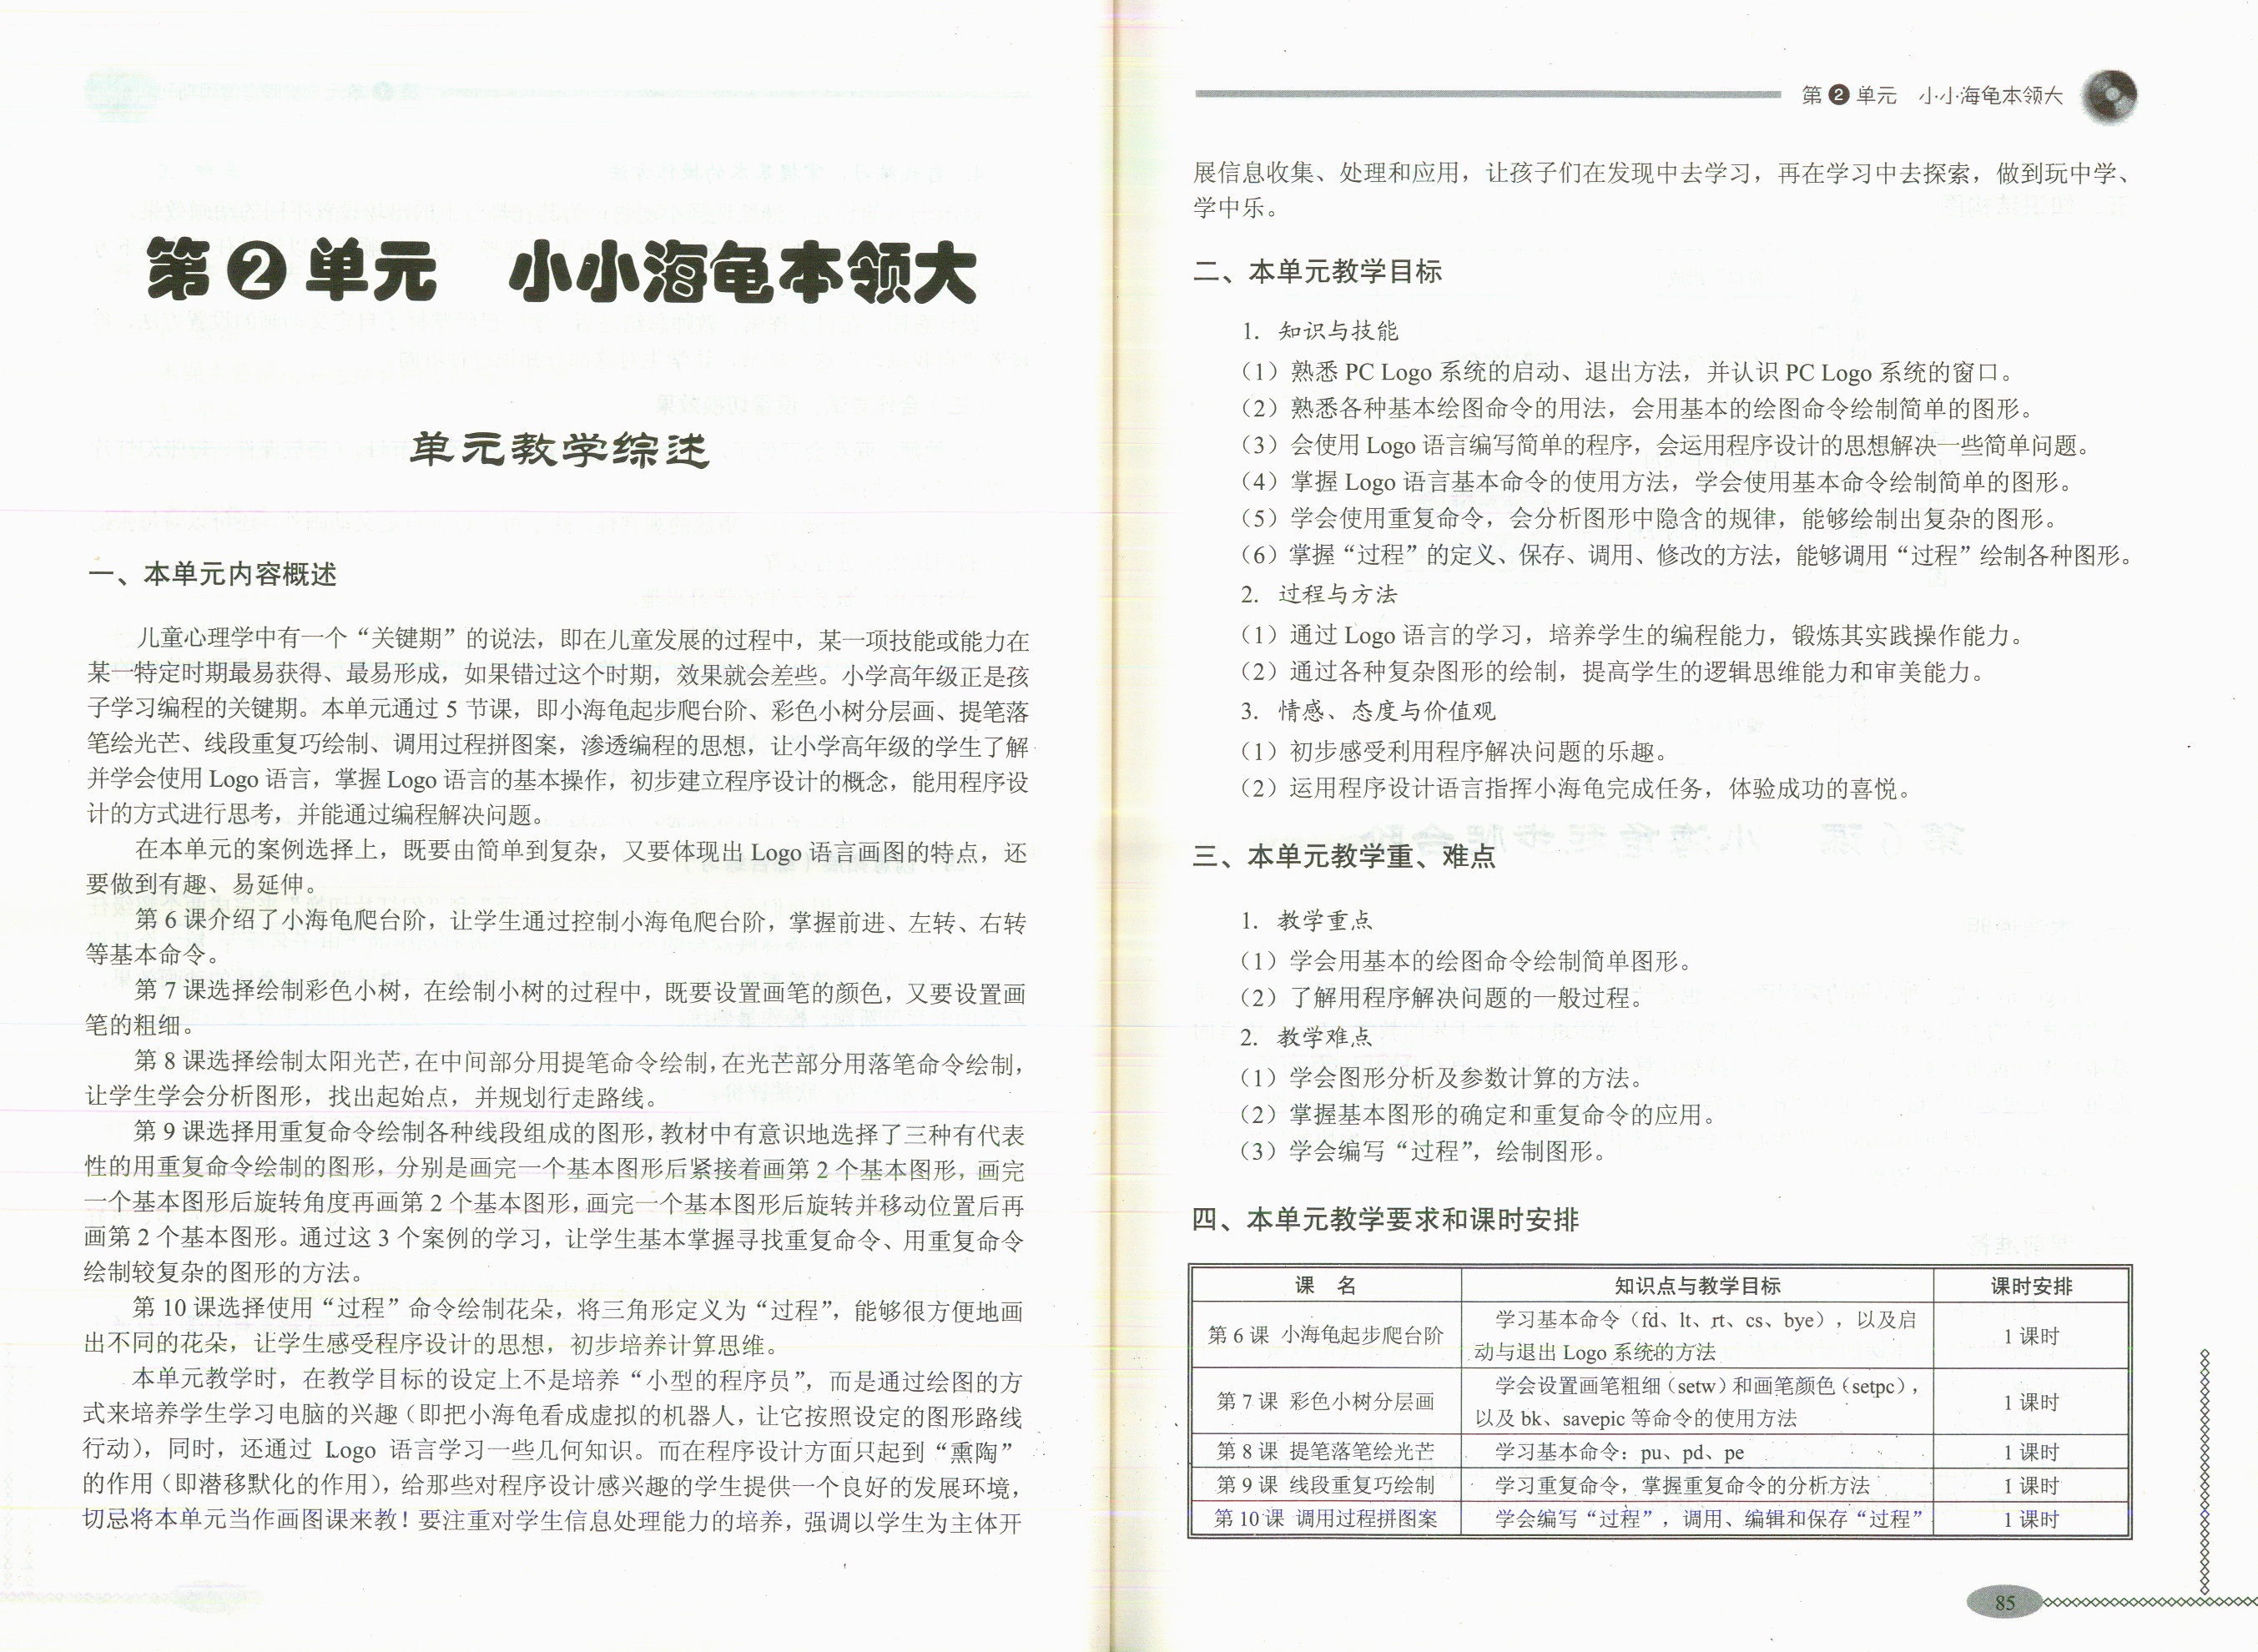 第2单元 小小海龟本领大
单元教学综述
一、本单元内容概述
儿童心理学中有一个“关键期”的说法，即在儿童发展的过程中，某一项技能或能力在
某一特定时期最易获得、最易形成，如果错过这个时期，效果就会差些。小学高年级正是孩
子学习编程的关键期。本单元通过 5 节课，即小海龟起步爬台阶、彩色小树分层画、提笔落
笔绘光芒、线段重复巧绘制、调用过程拼图案，渗透编程的思想，让小学高年级的学生了解
并学会使用 Logo 语言，掌握 Logo 语言的基本操作，初步建立程序设计的概念，能用程序设
计的方式进行思考，并能通过编程解决问题。
在本单元的案例选择上，既要由简单到复杂，又要体现出 Logo 语言画图的特点，还
要做到有趣、易延伸。
第 6 课介绍了小海龟爬台阶，让学生通过控制小海龟爬台阶，掌握前进、左转、右转
等基本命令。
第 7 课选择绘制彩色小树，在绘制小树的过程中，既要设置画笔的颜色，又要设置画
笔的粗细。
第 8 课选择绘制太阳光芒，在中间部分用提笔命令绘制，在光芒部分用落笔命令绘制，
让学生学会分析图形，找出起始点，并规划行走路线。
第 9 课选择用重复命令绘制各种线段组成的图形，教材中有意识地选择了三种有代表
性的用重复命令绘制的图形，分别是画完一个基本图形后紧接着画第 2 个基本图形，画完
一个基本图形后旋转角度再画第 2 个基本图形，画完一个基本图形后旋转并移动位置后再
画第 2 个基本图形。通过这 3 个案例的学习，让学生基本掌握寻找重复命令、用重复命令
绘制较复杂的图形的方法。
第 10 课选择使用“过程”命令绘制花朵，将三角形定义为“过程”，能够很方便地画
出不同的花朵，让学生感受程序设计的思想，初步培养计算思维。
本单元教学时，在教学目标的设定上不是培养“小型的程序员”，而是通过绘图的方
式来培养学生学习电脑的兴趣（即把小海龟看成虚拟的机器人，让它按照设定的图形路线
行动），同时，还通过 Logo 语言学习一些几何知识。而在程序设计方面只起到“熏陶”
的作用（即潜移默化的作用），给那些对程序设计感兴趣的学生提供一个良好的发展环境，
切忌将本单元当作画图课来教！要注重对学生信息处理能力的培养，强调以学生为主体开
第2单元 小小海龟本领大
展信息收集、处理和应用，让孩子们在发现中去学习，再在学习中去探索，做到玩中学、
学中乐。
二、本单元教学目标
1. 知识与技能
（1）熟悉 PC Logo 系统的启动、退出方法，并认识 PC Logo 系统的窗口。
（2）熟悉各种基本绘图命令的用法，会用基本的绘图命令绘制简单的图形。
（3）会使用 Logo 语言编写简单的程序，会运用程序设计的思想解决一些简单问题。
（4）掌握 Logo 语言基本命令的使用方法，学会使用基本命令绘制简单的图形。
（5）学会使用重复命令，会分析图形中隐含的规律，能够绘制出复杂的图形。
（6）掌握“过程”的定义、保存、调用、修改的方法，能够调用“过程”绘制各种图形。
2. 过程与方法
（1）通过 Logo 语言的学习，培养学生的编程能力，锻炼其实践操作能力。
（2）通过各种复杂图形的绘制，提高学生的逻辑思维能力和审美能力。
3. 情感、态度与价值观
（1）初步感受利用程序解决问题的乐趣。
（2）运用程序设计语言指挥小海龟完成任务，体验成功的喜悦。
三、本单元教学重、难点
1. 教学重点
（1）学会用基本的绘图命令绘制简单图形。
（2）了解用程序解决问题的一般过程。
2. 教学难点
（1）学会图形分析及参数计算的方法。
（2）掌握基本图形的确定和重复命令的应用。
（3）学会编写“过程”，绘制图形。
四、本单元教学要求和课时安排
课 名 知识点与教学目标 课时安排
第 6 课 小海龟起步爬台阶 学习基本命令（fd、lt、rt、cs、bye），以及启
动与退出 Logo 系统的方法 1 课时
第 7 课 彩色小树分层画 学会设置画笔粗细（setw）和画笔颜色（setpc），
以及 bk、savepic 等命令的使用方法 1 课时
第 8 课 提笔落笔绘光芒 学习基本命令：pu、pd、pe 1 课时
第 9 课 线段重复巧绘制 学习重复命令，掌握重复命令的分析方法 1 课时
第 10 课 调用过程拼图案 学会编写“过程”，调用、编辑和保存“过程” 1 课时
85